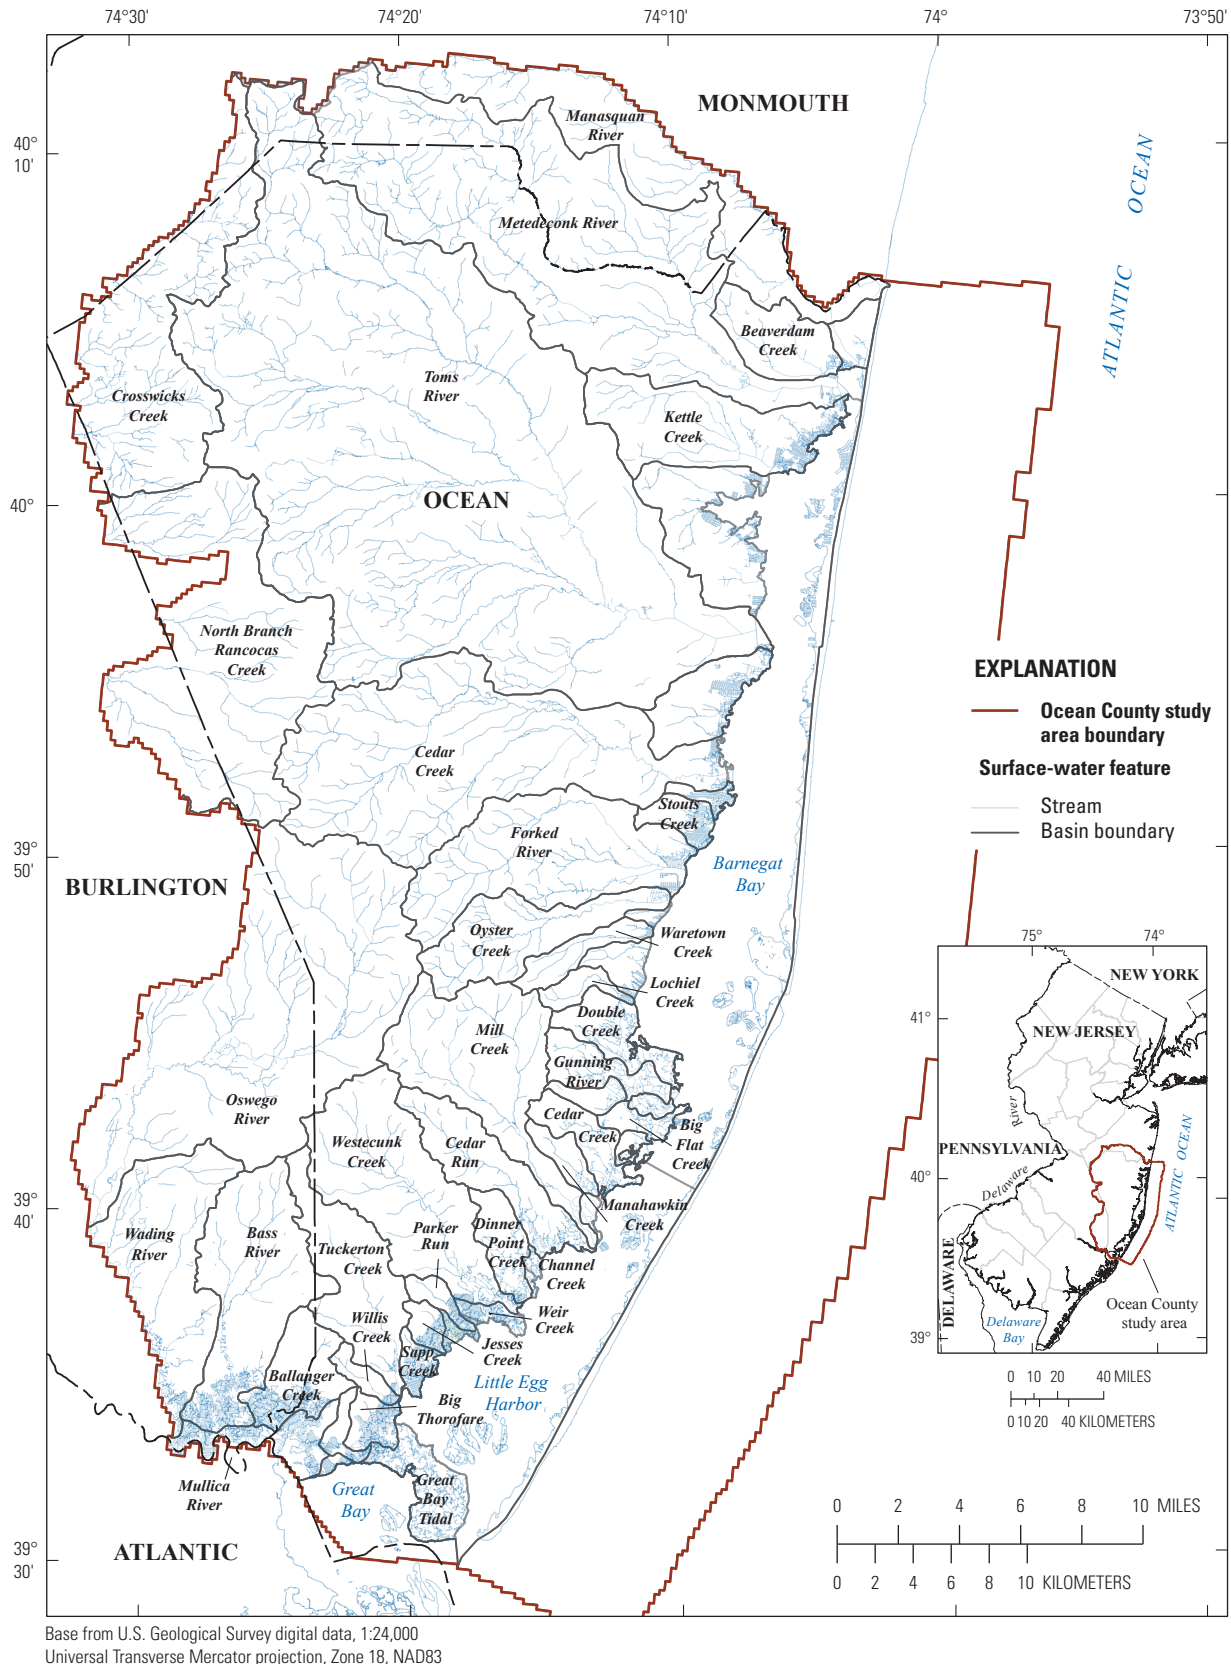 74°30'
74°20'
74°10'
74°
73°50'
MONMOUTH
Manasquan
River
40°
10'
ATLANTIC OCEAN
Metedeconk River
Beaverdam
Creek
Toms
River
Crosswicks
Creek
Kettle
Creek
OCEAN
40°
North Branch
Rancocas
Creek
EXPLANATION
Ocean County study
area boundary
Surface-water feature
Stream
Basin boundary
Cedar
Creek
Stouts
Creek
Forked
River
39°
50'
Barnegat
Bay
BURLINGTON
Oyster
Creek
Waretown
Creek
Lochiel
Creek
Double
Creek
Mill
Creek
Gunning
River
Oswego
River
Cedar
Creek
Westecunk
Creek
Cedar
Run
Big
Flat
Creek
39°
40'
Manahawkin
Creek
Wading
River
Bass
River
Tuckerton
Creek
Parker
Run
Dinner
Point
Creek
Channel
Creek
Willis
Creek
Weir
Creek
Jesses
Creek
Sapp
Creek
Ballanger
Creek
Little Egg
Harbor
Big
Thorofare
Mullica
River
Great
Bay
Great
Bay
Tidal
ATLANTIC
39°
30'
75°
74°
NEW YORK
41°
NEW JERSEY
River
PENNSYLVANIA
40°
Delaware
ATLANTIC OCEAN
DELAWARE
Delaware
Bay
39°
Ocean County
study area
0 10 20 40 MILES
0 10 20 40 KILOMETERS
0 2 4 6 8 10 MILES
0 2 4 6 8 10 KILOMETERS
Base from U.S. Geological Survey digital data, 1:24,000
Universal Transverse Mercator projection, Zone 18, NAD83